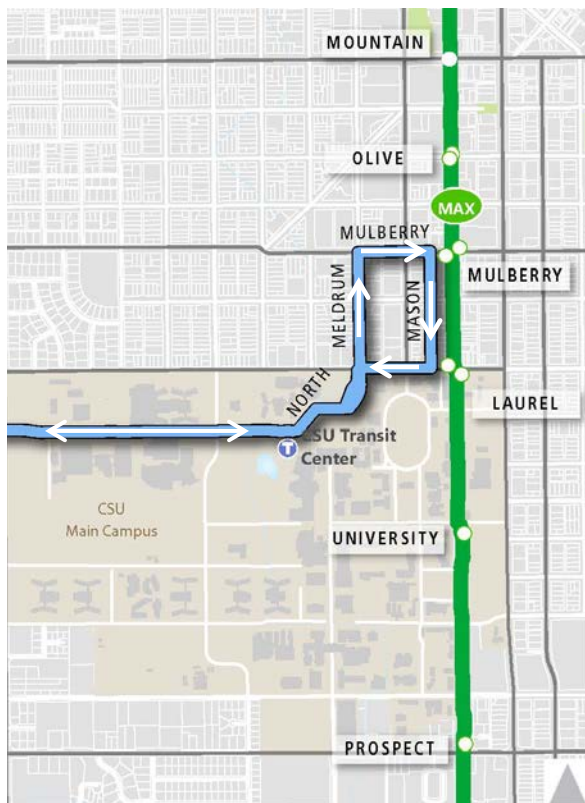 MOUNTAIN
OLIVE
MAX
MULBERRY
MULBERRY
MELDRUM
MASON
NORTH
LAUREL
T
CSU Transit
Center
CSU
Main Campus
UNIVERSITY
PROSPECT